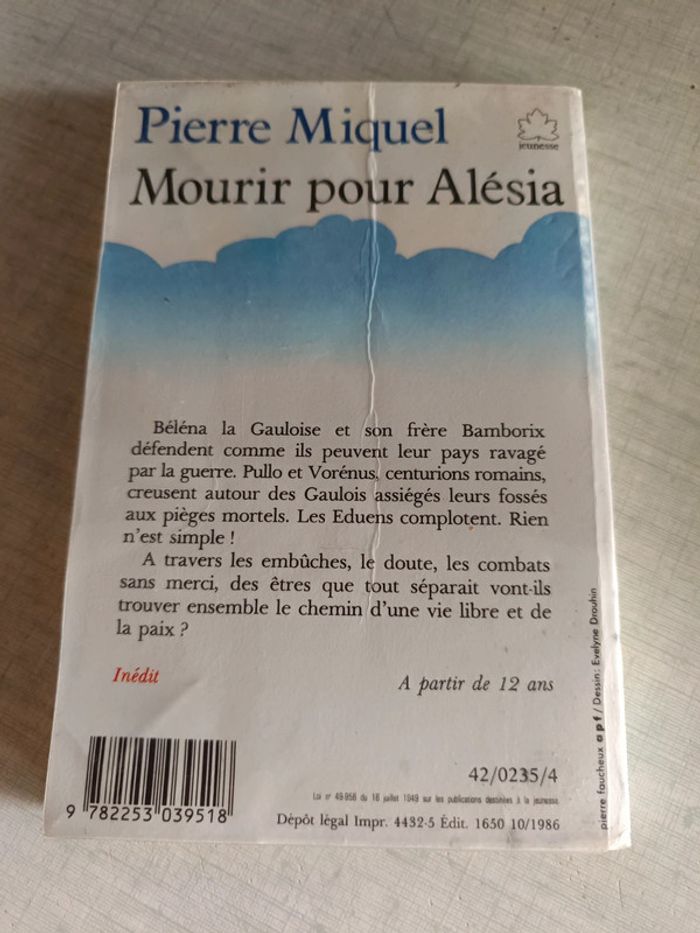 Pierre Miquel
jeunesse
Mourir pour Alésia
Béléna la Gauloise et son frère Bamborix
défendent comme ils peuvent leur pays ravagé
par la guerre. Pullo et Vorénus, centurions romains,
creusent autour des Gaulois assiégés leurs fossés
aux pièges mortels. Les Eduens complotent. Rien
n'est simple !
A travers les embûches, le doute, les combats
sans merci, des êtres que tout séparait vont-ils
trouver ensemble le chemin d'une vie libre et de
la paix ?
Inédit
A partir de 12 ans
pierre faucheux a p f / Dessin: Evelyne Drouhin
42/0235/4
Loi n° 49-956 du 16 juillet 1949 sur les publications destinées à la jeunesse.
Dépôt légal Impr. 4432-5 Édit. 1650 10/1986
9 782253 039518